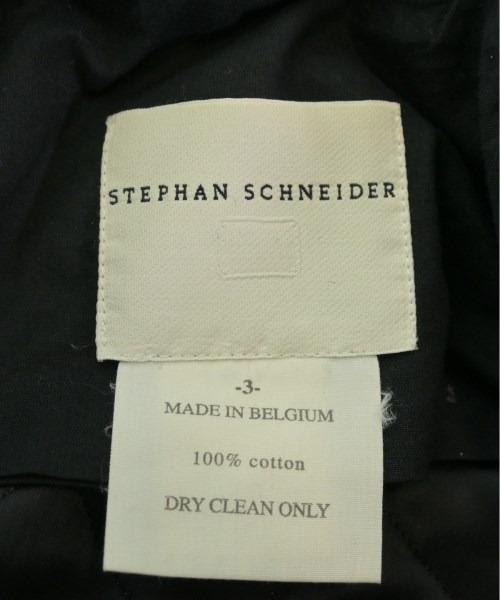 STEPHAN SCHNEIDER
-3-
MADE IN BELGIUM
100% cotton
DRY CLEAN ONLY